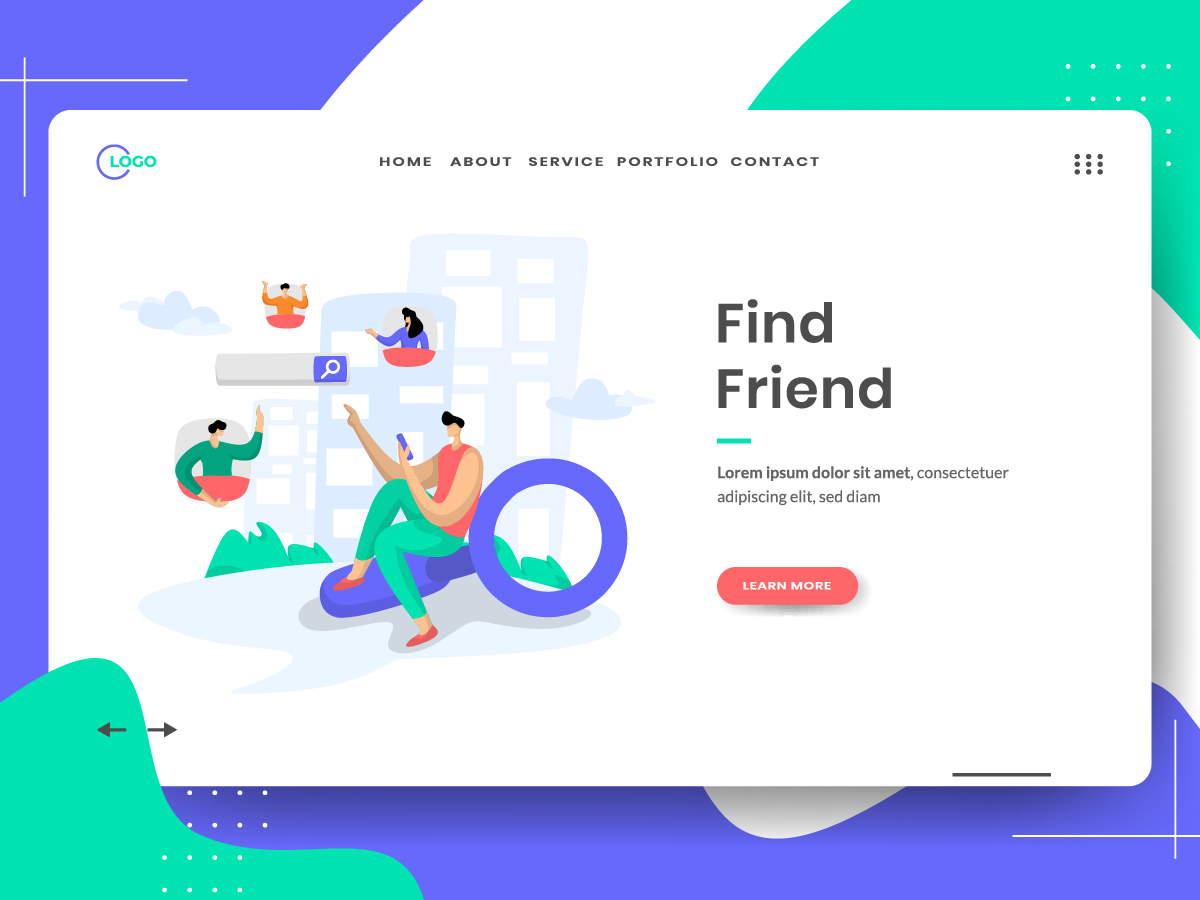 LOGO
HOME ABOUT SERVICE PORTFOLIO CONTACT
Find
Friend
Lorem ipsum dolor sit amet, consectetuer
adipiscing elit, sed diam
LEARN MORE